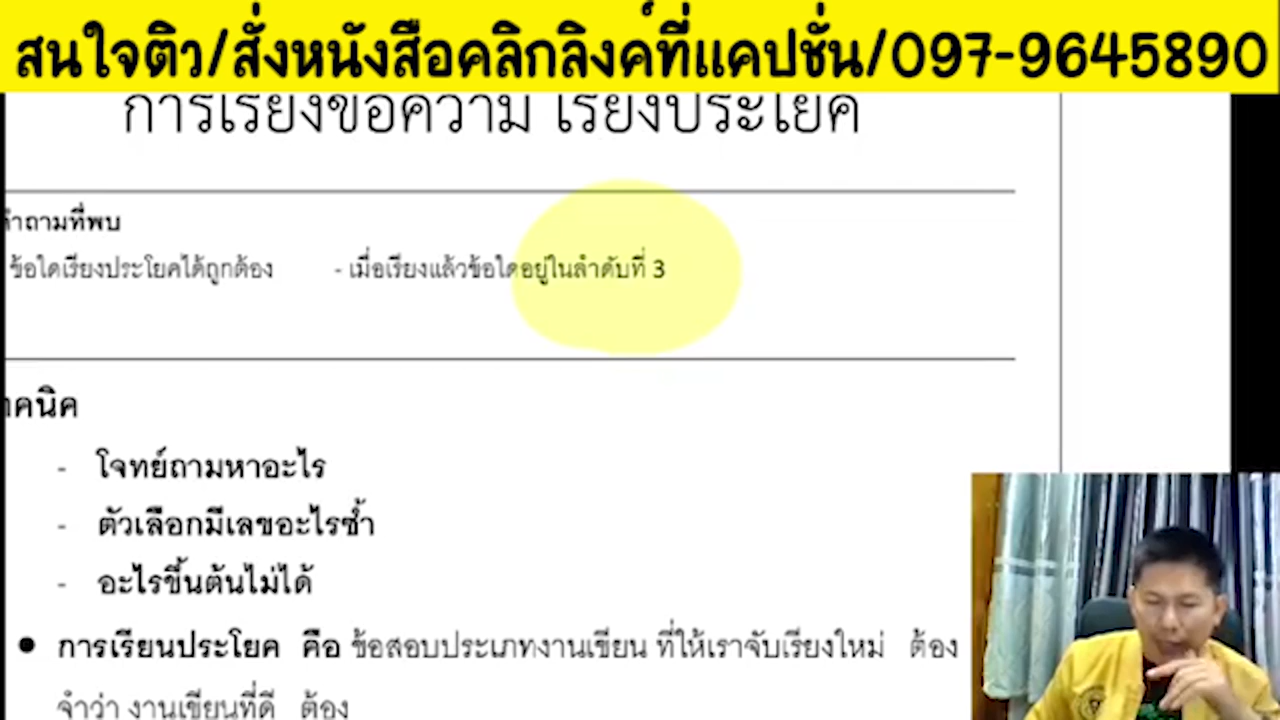 สนใจติว/สั่งหนังสือคลิกลิงค์ที่แคปชั่น/097-9645890
การเรียงข้อความ เรียงประโยค
คำถามที่พบ
ข้อใดเรียงประโยคได้ถูกต้อง - เมื่อเรียงแล้วข้อใดอยู่ในลำดับที่ 3
เทคนิค
- โจทย์ถามหาอะไร
- ตัวเลือกมีเลขอะไรซ้ำ
- อะไรขึ้นต้นไม่ได้
● การเรียนประโยค คือ ข้อสอบประเภทงานเขียน ที่ให้เราจับเรียงใหม่ ต้อง
จำว่า งานเขียนที่ดี ต้อง